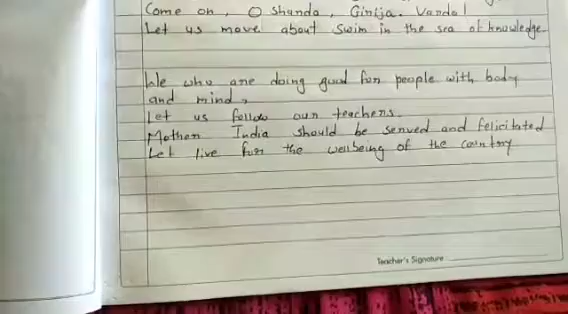 Come on, O Shanda, Girija. Vanda!
Let us move about swim in the sea of knowledge
We who are doing good for people with body
and mind,
Let us follow our teachers.
Mother India should be served and felicitated
Let live for the wellbeing of the country
Teacher's Signature